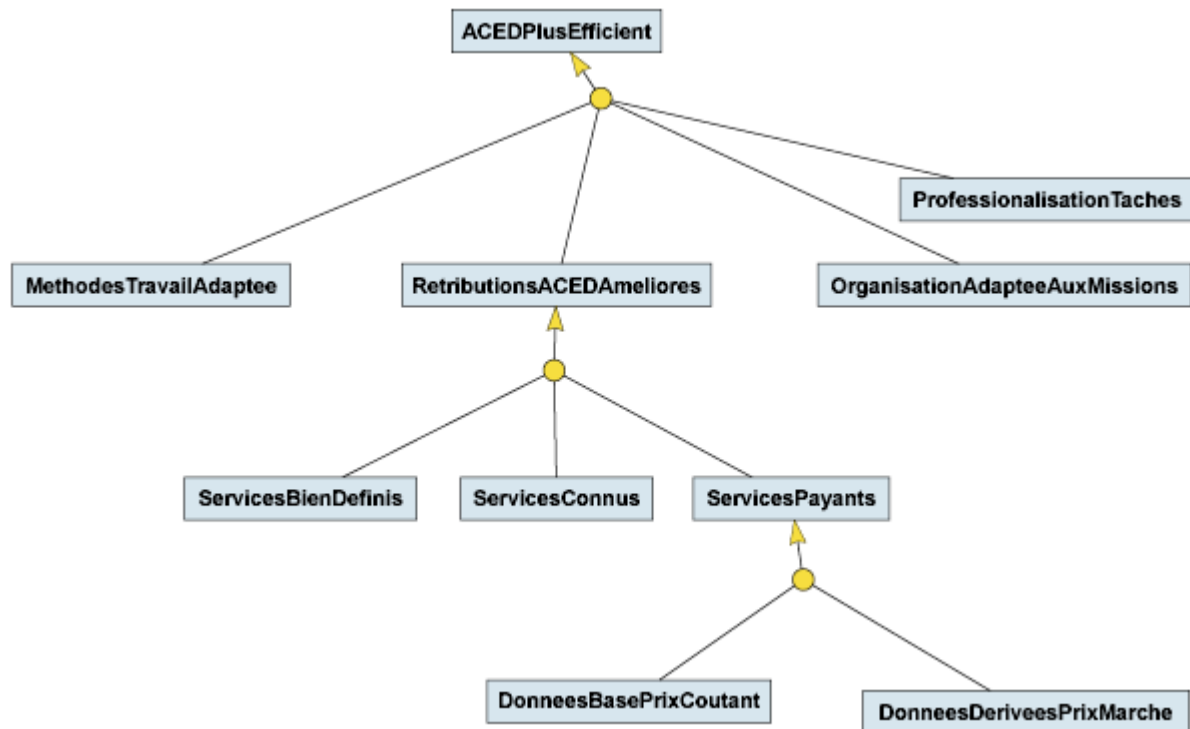 ACEDPlusEfficient
ProfessionalisationTaches
MethodesTravailAdaptee
RetributionsACEDAmeliores
OrganisationAdapteeAuxMissions
ServicesBienDefinis
ServicesConnus
ServicesPayants
DonneesBasePrixCoutant
DonneesDeriveesPrixMarche